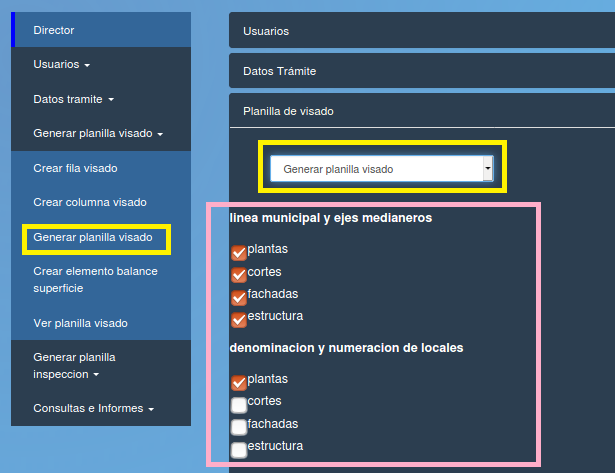 Director
Usuarios
Datos tramite
Generar planilla visado
Crear fila visado
Crear columna visado
Generar planilla visado
Crear elemento balance
superficie
Ver planilla visado
Generar planilla
inspeccion
Consultas e Informes
Usuarios
Datos Trámite
Planilla de visado
Generar planilla visado
linea municipal y ejes medianeros
plantas
cortes
fachadas
estructura
denominacion y numeracion de locales
plantas
cortes
fachadas
estructura